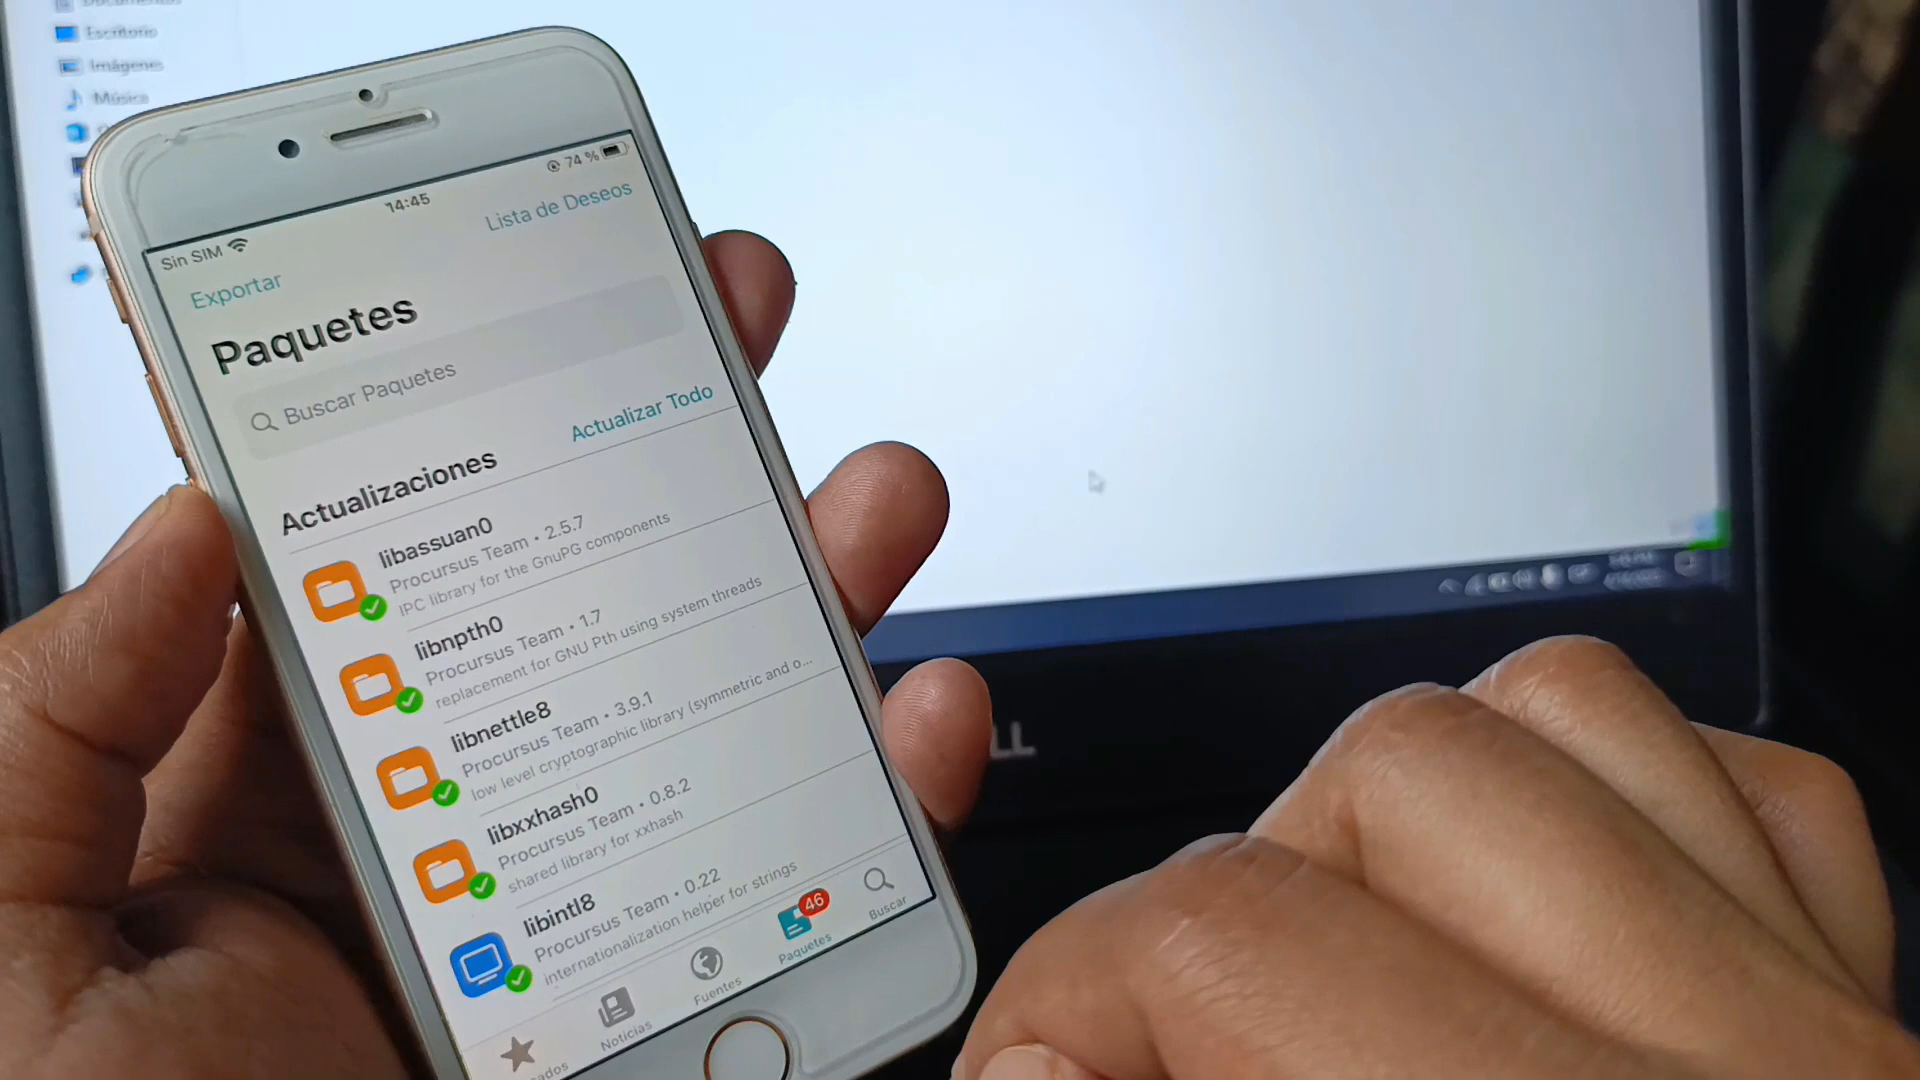 Documentos
Escritorio
Imágenes
Música
Sin SIM
14:45
74 %
Exportar
Lista de Deseos
Paquetes
Buscar Paquetes
Actualizaciones
Actualizar Todo
libassuan0
Procursus Team • 2.5.7
IPC library for the GnuPG components
libnpth0
Procursus Team • 1.7
replacement for GNU Pth using system threads
libnettle8
Procursus Team • 3.9.1
low level cryptographic library (symmetric and o...
libxxhash0
Procursus Team • 0.8.2
shared library for xxhash
libintl8
Procursus Team • 0.22
internationalization helper for strings
ados
Noticias
Fuentes
46
Paquetes
Buscar
LL